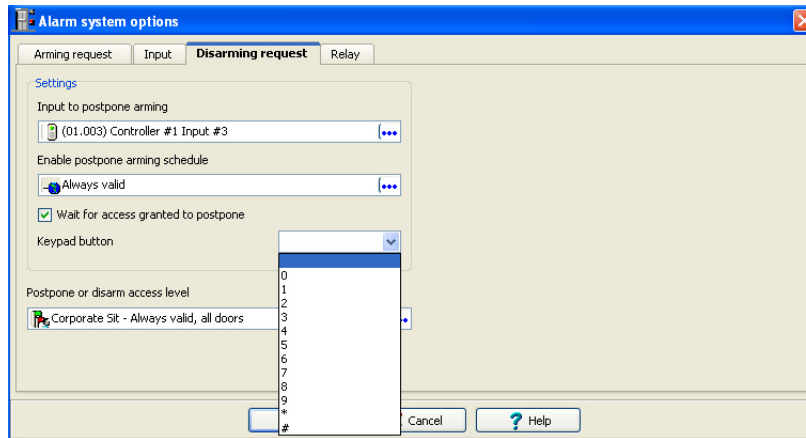 Alarm system options
Arming request Input Disarming request Relay
Settings
Input to postpone arming
(01.003) Controller #1 Input #3
Enable postpone arming schedule
Always valid
Wait for access granted to postpone
Keypad button
0
1
2
3
4
5
6
7
8
9
*
#
Postpone or disarm access level
Corporate Sit - Always valid, all doors
Cancel Help